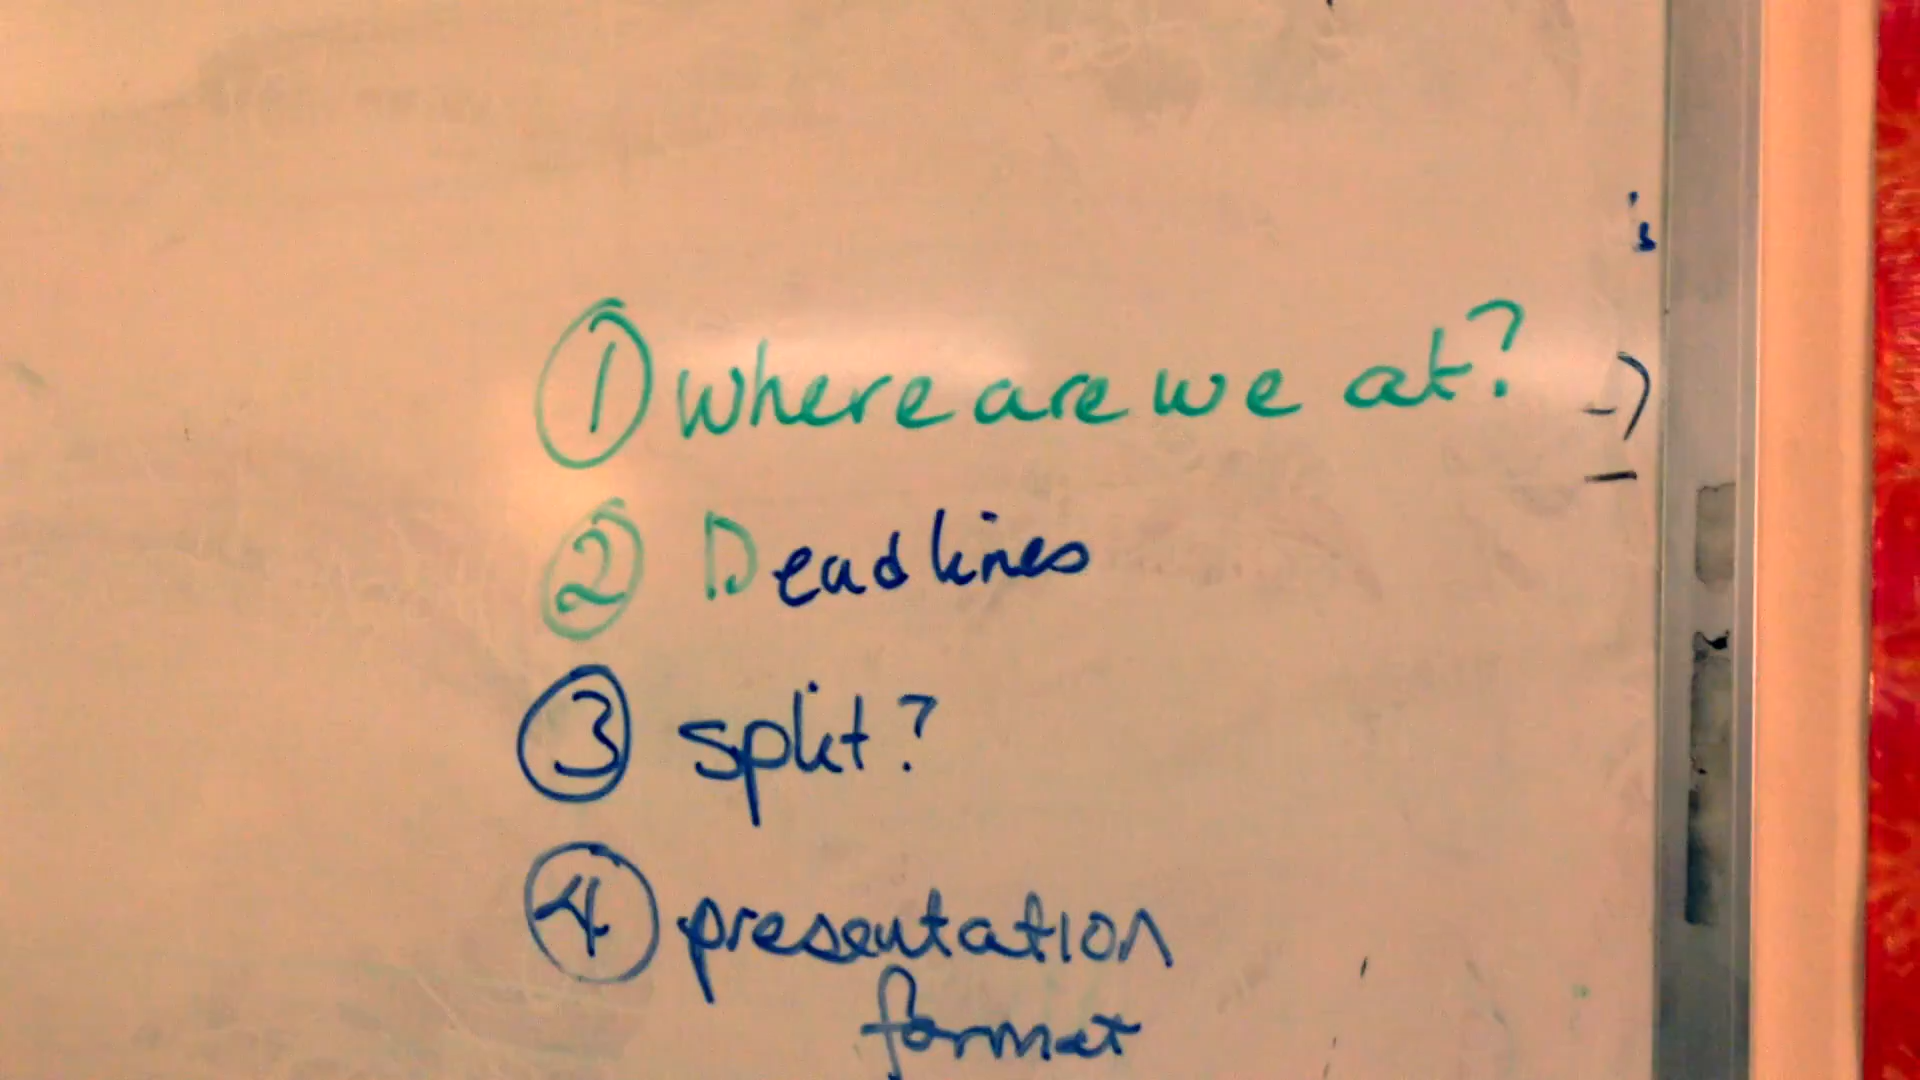 ① where are we at?
② Deadlines
③ split?
④ presentation
format